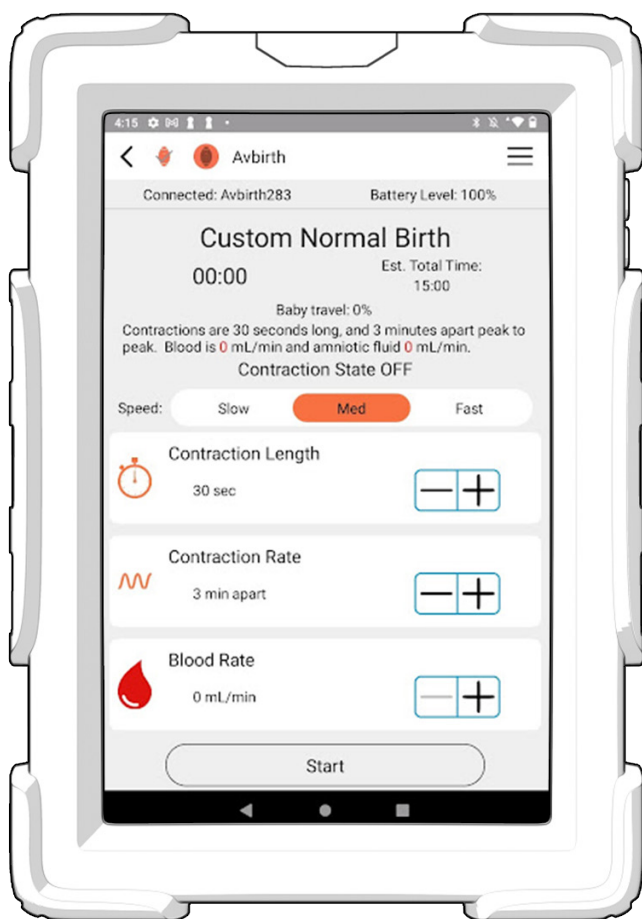 4:15
Avbirth
Connected: Avbirth283 Battery Level: 100%
Custom Normal Birth
00:00
Est. Total Time:
15:00
Baby travel: 0%
Contractions are 30 seconds long, and 3 minutes apart peak to
peak. Blood is 0 mL/min and amniotic fluid 0 mL/min.
Contraction State OFF
Speed: Slow Med Fast
Contraction Length
30 sec
Contraction Rate
3 min apart
Blood Rate
0 mL/min
Start